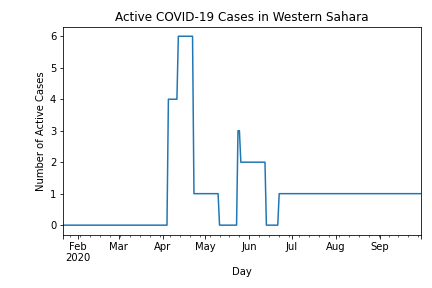 Active COVID-19 Cases in Western Sahara
Number of Active Cases
6
5
4
3
2
1
0
Feb Mar Apr May Jun Jul Aug Sep
2020
Day